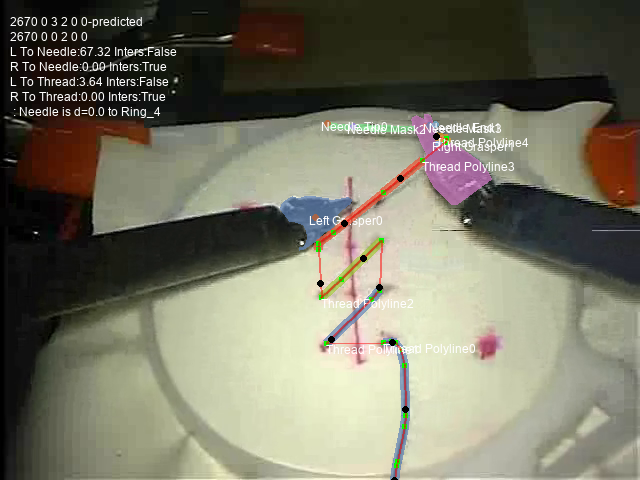 2670 0 3 2 0 0-predicted
2670 0 0 2 0 0
L To Needle:67.32 Inters:False
R To Needle:0.00 Inters:True
L To Thread:3.64 Inters:False
R To Thread:0.00 Inters:True
: Needle is d=0.0 to Ring_4
Needle Tip0
Needle Mask2
Thread Polyline4
Right Grasper1
Thread Polyline3
Left Grasper0
Thread Polyline2
Thread Polyline0